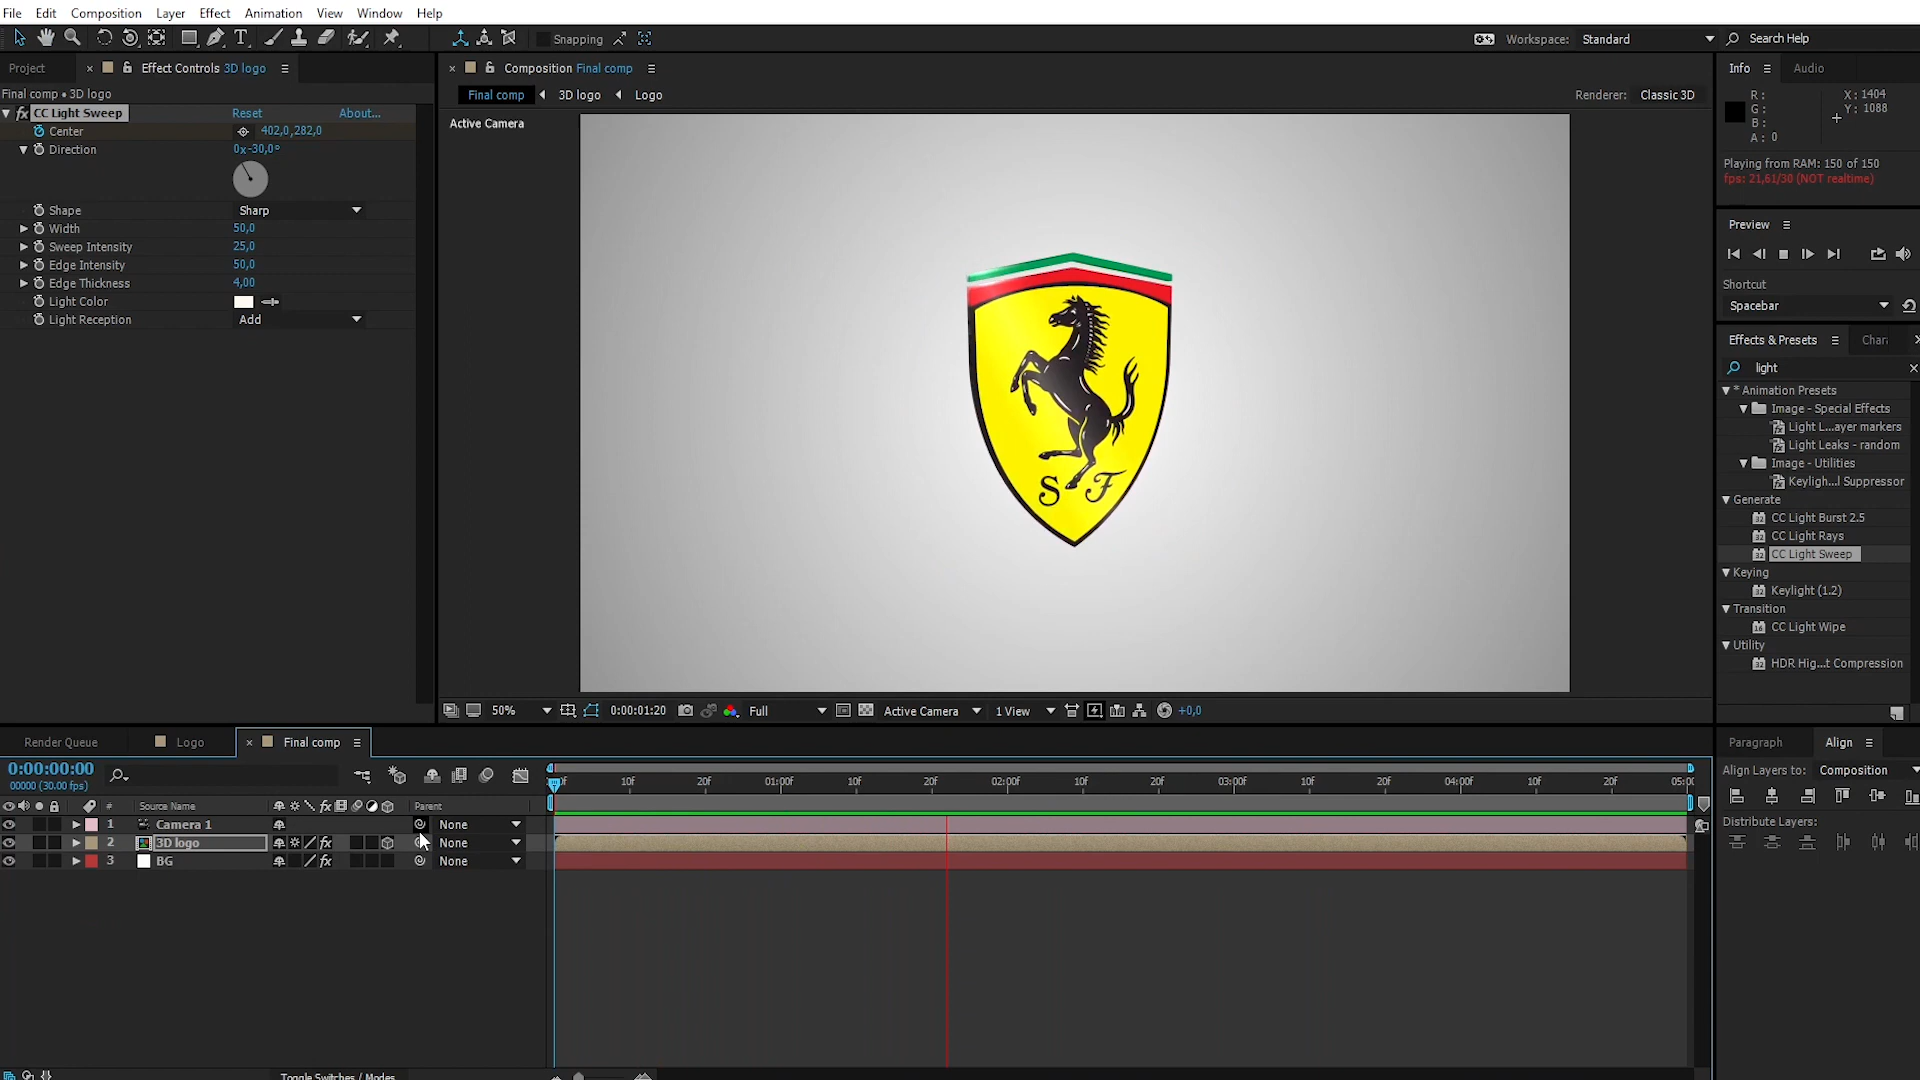 File Edit Composition Layer Effect Animation View Window Help
Snapping
Workspace: Standard
Search Help
Project
Effect Controls 3D logo
Final comp • 3D logo
fx CC Light Sweep Reset About...
Center 402,0,282,0
Direction 0x-30,0°
Shape Sharp
Width 50,0
Sweep Intensity 25,0
Edge Intensity 50,0
Edge Thickness 4,00
Light Color
Light Reception Add
Composition Final comp
Final comp 3D logo Logo
Renderer: Classic 3D
Active Camera
S F
50% 0:00:01:20 Full Active Camera 1 View +0,0
Info Audio
R: X: 1404
G: Y: 1088
B:
A: 0
Playing from RAM: 150 of 150
fps: 21,61/30 (NOT realtime)
Preview
Shortcut
Spacebar
Effects & Presets Chara
light
* Animation Presets
Image - Special Effects
Light L...ayer markers
Light Leaks - random
Image - Utilities
Keyligh...l Suppressor
Generate
CC Light Burst 2.5
CC Light Rays
CC Light Sweep
Keying
Keylight (1.2)
Transition
CC Light Wipe
Utility
HDR Hig...t Compression
Render Queue Logo Final comp
0:00:00:00
00000 (30.00 fps)
10f 20f 01:00f 10f 20f 02:00f 10f 20f 03:00f 10f 20f 04:00f 10f 20f 05:00
# Source Name fx Parent
1 Camera 1 None
2 3D logo fx None
3 BG fx None
Toggle Switches / Modes
Paragraph Align
Align Layers to: Composition
Distribute Layers: